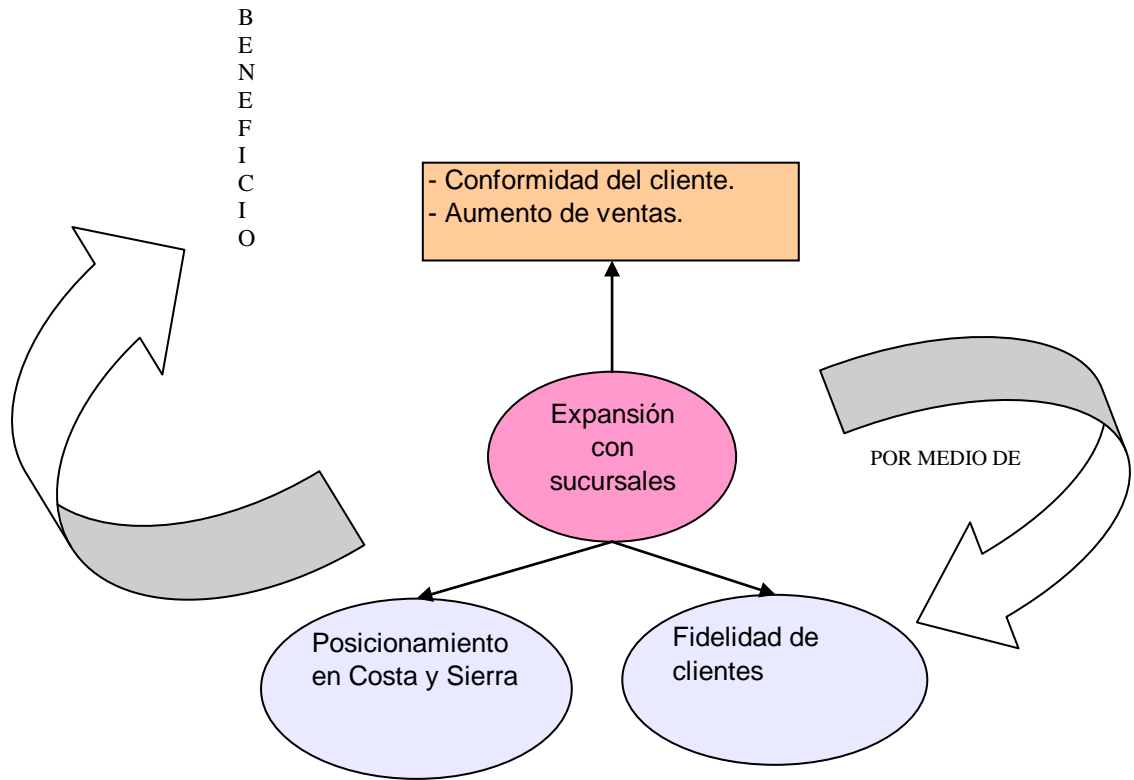 BENEFICIO
- Conformidad del cliente.
- Aumento de ventas.
Expansión
con
sucursales
POR MEDIO DE
Posicionamiento
en Costa y Sierra
Fidelidad de
clientes